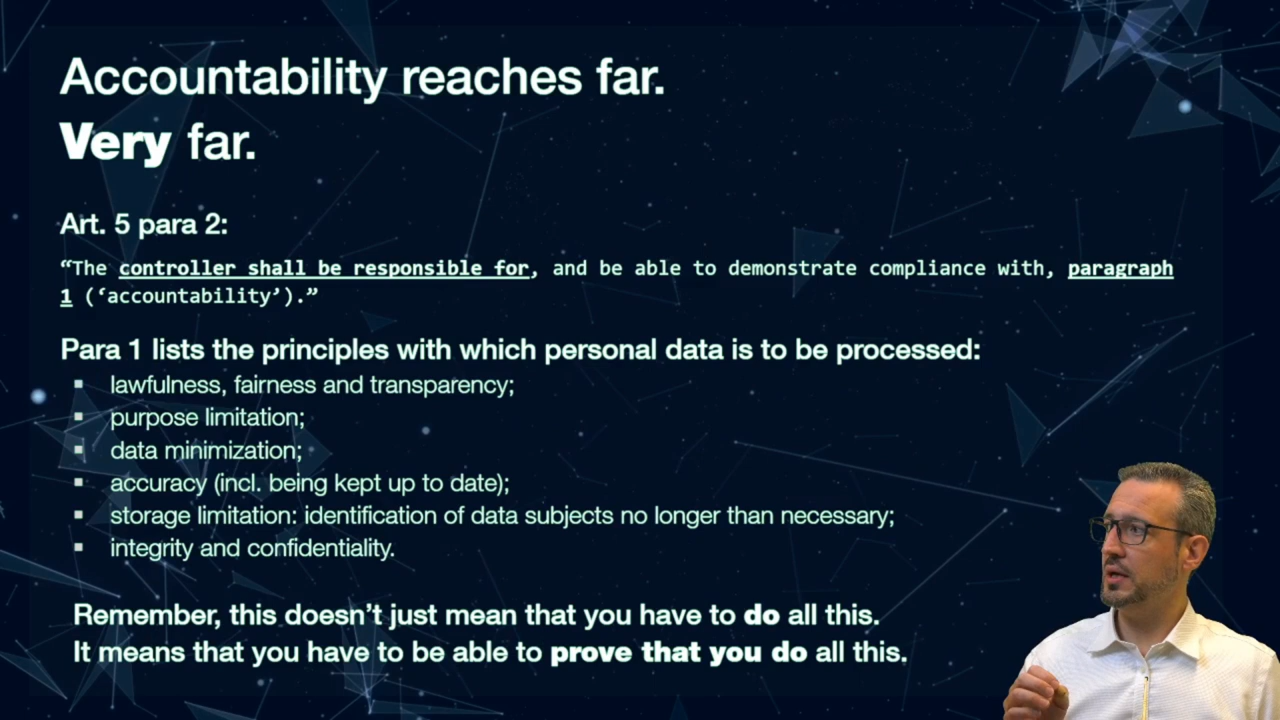 Accountability reaches far.
Very far.
Art. 5 para 2:
“The controller shall be responsible for, and be able to demonstrate compliance with, paragraph
1 (‘accountability’).”
Para 1 lists the principles with which personal data is to be processed:
▪ lawfulness, fairness and transparency;
▪ purpose limitation;
▪ data minimization;
▪ accuracy (incl. being kept up to date);
▪ storage limitation: identification of data subjects no longer than necessary;
▪ integrity and confidentiality.
Remember, this doesn’t just mean that you have to do all this.
It means that you have to be able to prove that you do all this.